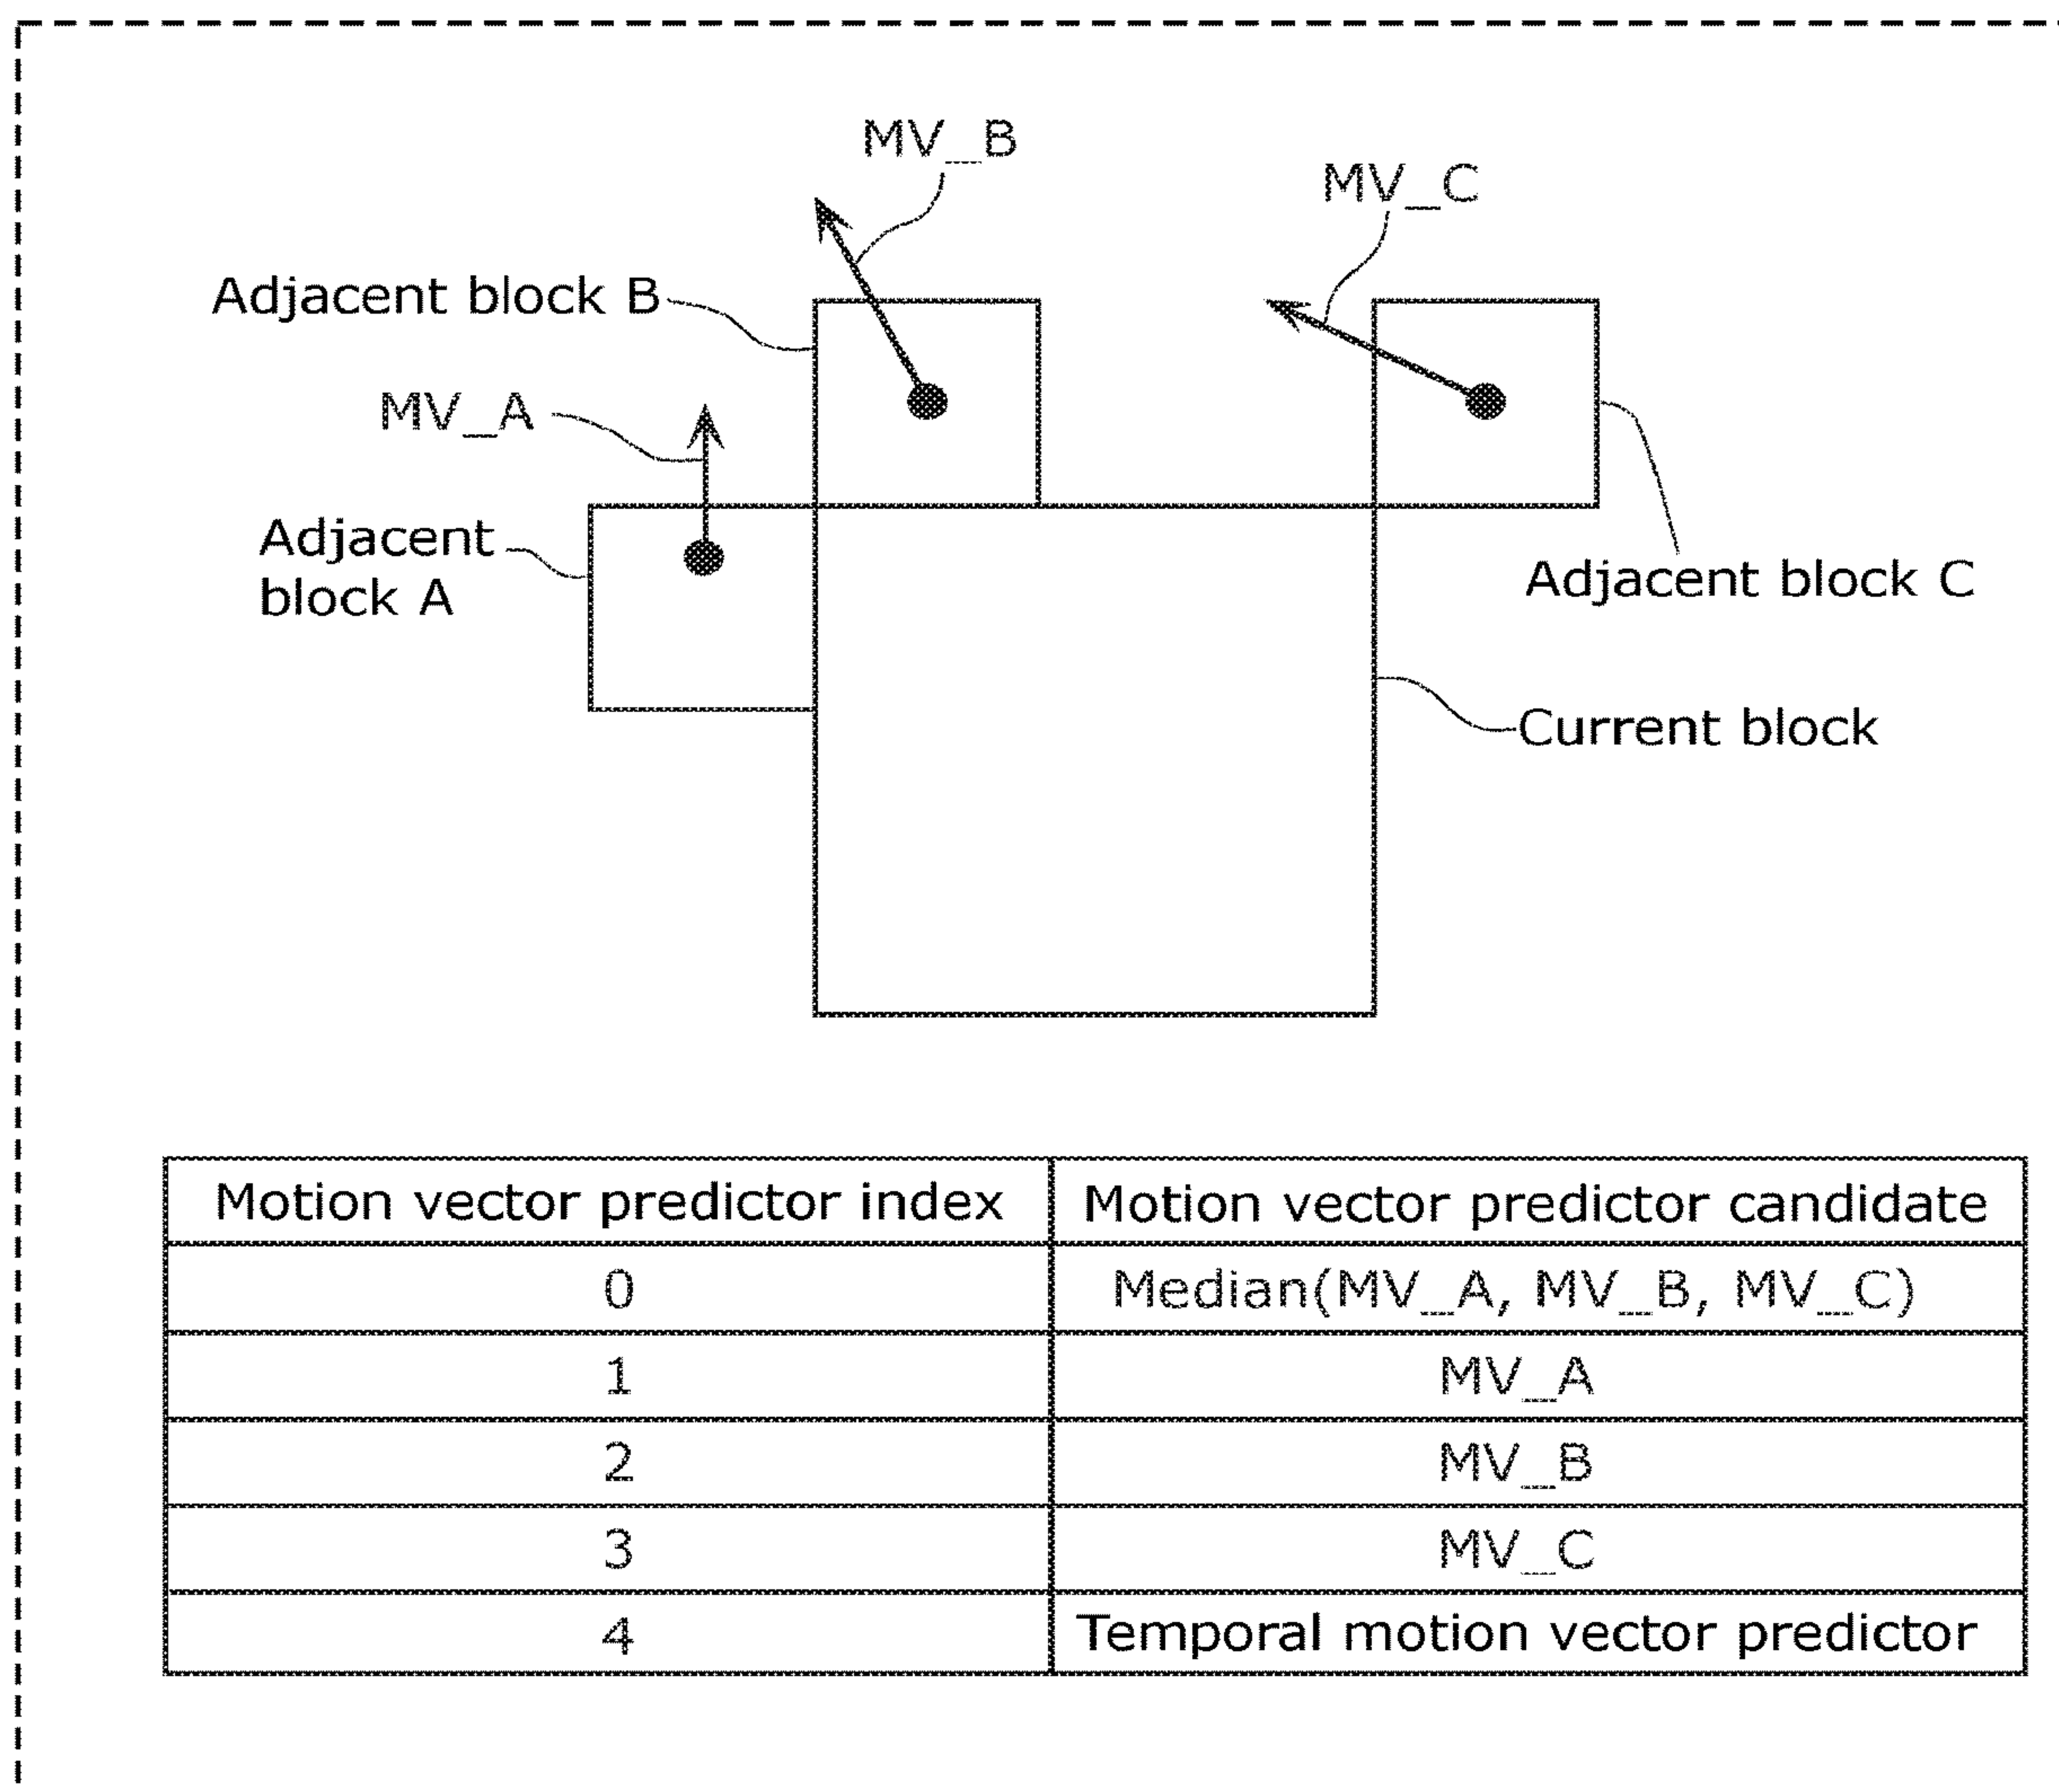 MV_B
MV_C
Adjacent block B
MV_A
Adjacent
block A
Adjacent block C
Current block
Motion vector predictor index Motion vector predictor candidate
0 Median(MV_A, MV_B, MV_C)
1 MV_A
2 MV_B
3 MV_C
4 Temporal motion vector predictor